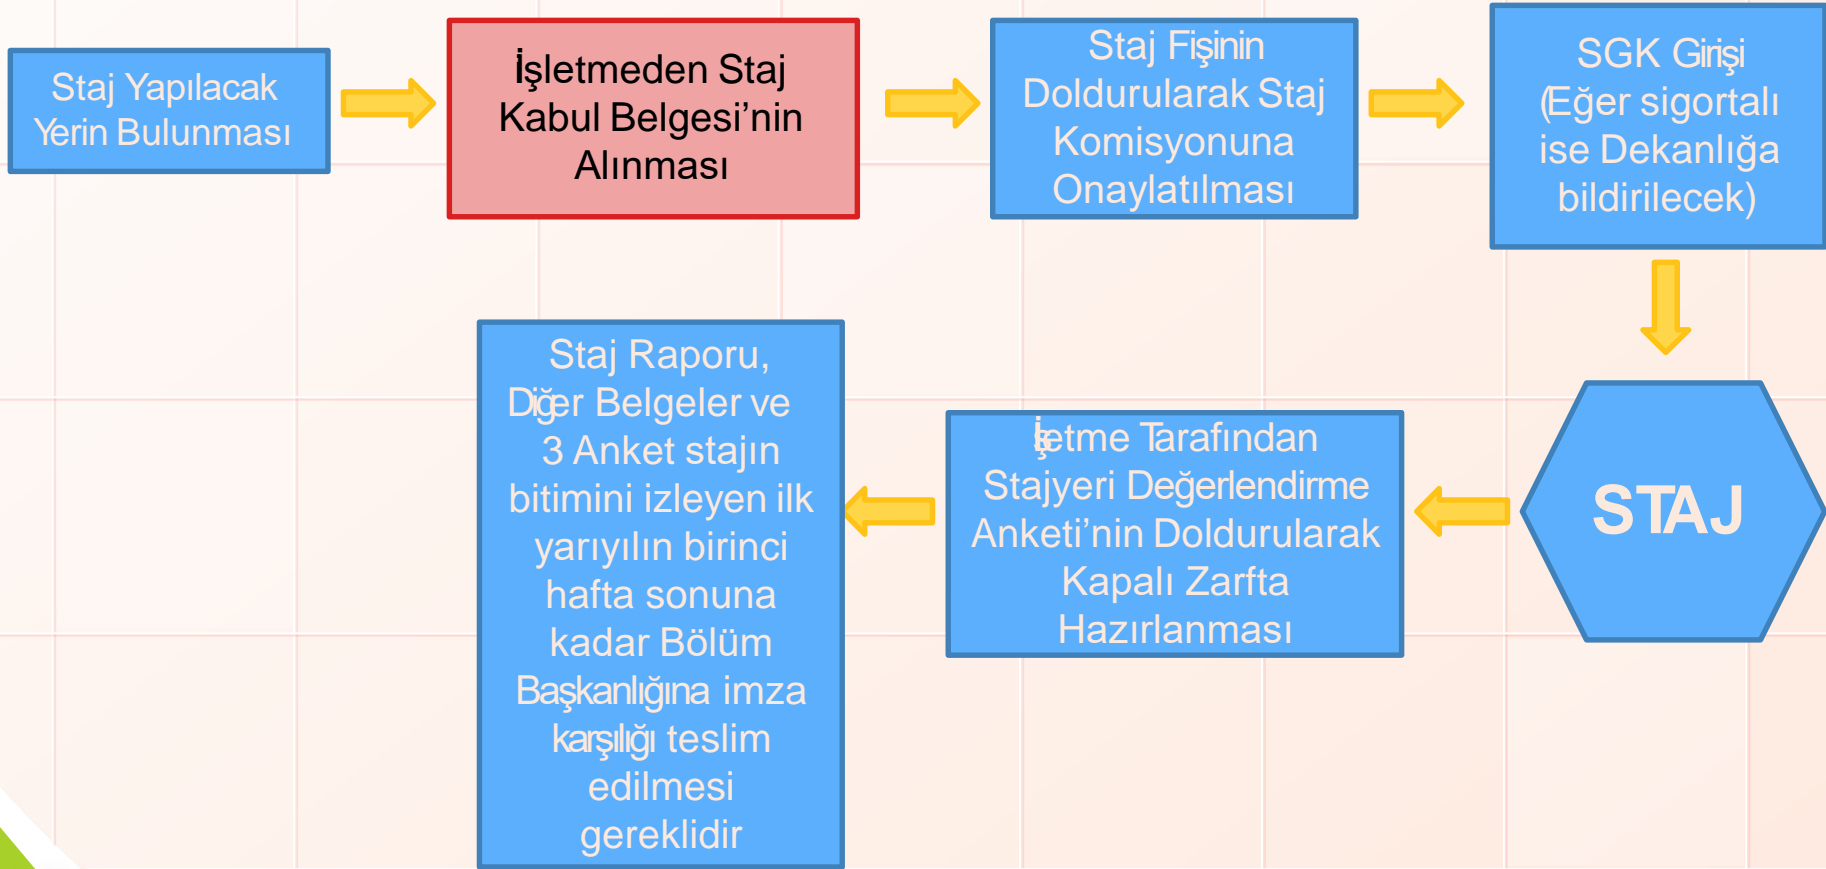 Staj Yapılacak
Yerin Bulunması
İşletmeden Staj
Kabul Belgesi’nin
Alınması
Staj Fişinin
Doldurularak Staj
Komisyonuna
Onaylatılması
SGK Girişi
(Eğer sigortalı
ise Dekanlığa
bildirilecek)
STAJ
İşletme Tarafından
Stajyeri Değerlendirme
Anketi’nin Doldurularak
Kapalı Zarfta
Hazırlanması
Staj Raporu,
Diğer Belgeler ve
3 Anket stajın
bitimini izleyen ilk
yarıyılın birinci
hafta sonuna
kadar Bölüm
Başkanlığına imza
karşılığı teslim
edilmesi
gereklidir